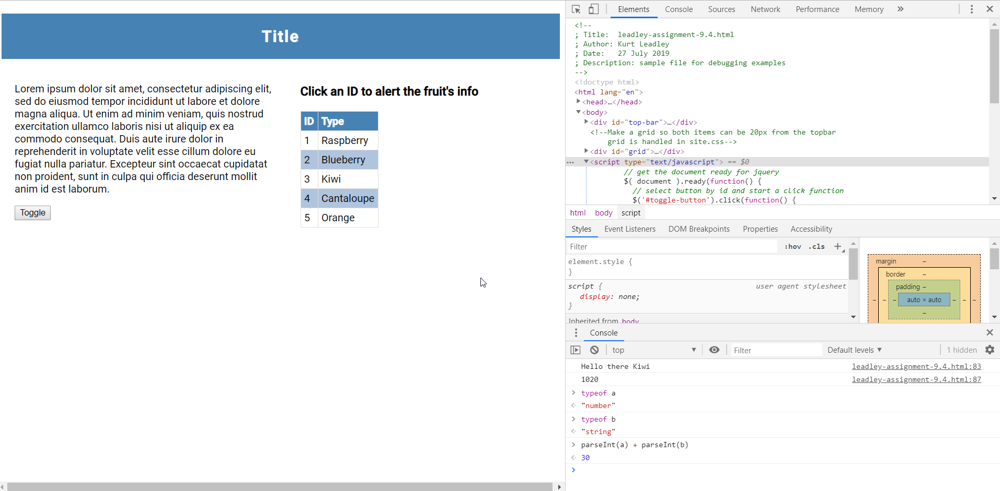 Title
Lorem ipsum dolor sit amet, consectetur adipiscing elit,
sed do eiusmod tempor incididunt ut labore et dolore
magna aliqua. Ut enim ad minim veniam, quis nostrud
exercitation ullamco laboris nisi ut aliquip ex ea
commodo consequat. Duis aute irure dolor in
reprehenderit in voluptate velit esse cillum dolore eu
fugiat nulla pariatur. Excepteur sint occaecat cupidatat
non proident, sunt in culpa qui officia deserunt mollit
anim id est laborum.
Toggle
Click an ID to alert the fruit's info
ID Type
1 Raspberry
2 Blueberry
3 Kiwi
4 Cantaloupe
5 Orange
Elements Console Sources Network Performance Memory »
<!--
; Title:  leadley-assignment-9.4.html
; Author: Kurt Leadley
; Date:   27 July 2019
; Description: sample file for debugging examples
-->
<!doctype html>
<html lang="en">
<head>…</head>
<body>
<div id="top-bar">…</div>
<!--Make a grid so both items can be 20px from the topbar
grid is handled in site.css-->
<div id="grid">…</div>
<script type="text/javascript"> == $0
// get the document ready for jquery
$( document ).ready(function() {
// select button by id and start a click function
$('#toggle-button').click(function() {
html body script
Styles Event Listeners DOM Breakpoints Properties Accessibility
Filter :hov .cls +
element.style {
}
script { user agent stylesheet
display: none;
}
Inherited from body
margin –
border –
padding –
– – – auto × auto – – –
–
Console
top Filter Default levels 1 hidden
Hello there Kiwi leadley-assignment-9.4.html:83
1020 leadley-assignment-9.4.html:87
> typeof a
"number"
> typeof b
"string"
> parseInt(a) + parseInt(b)
30
>